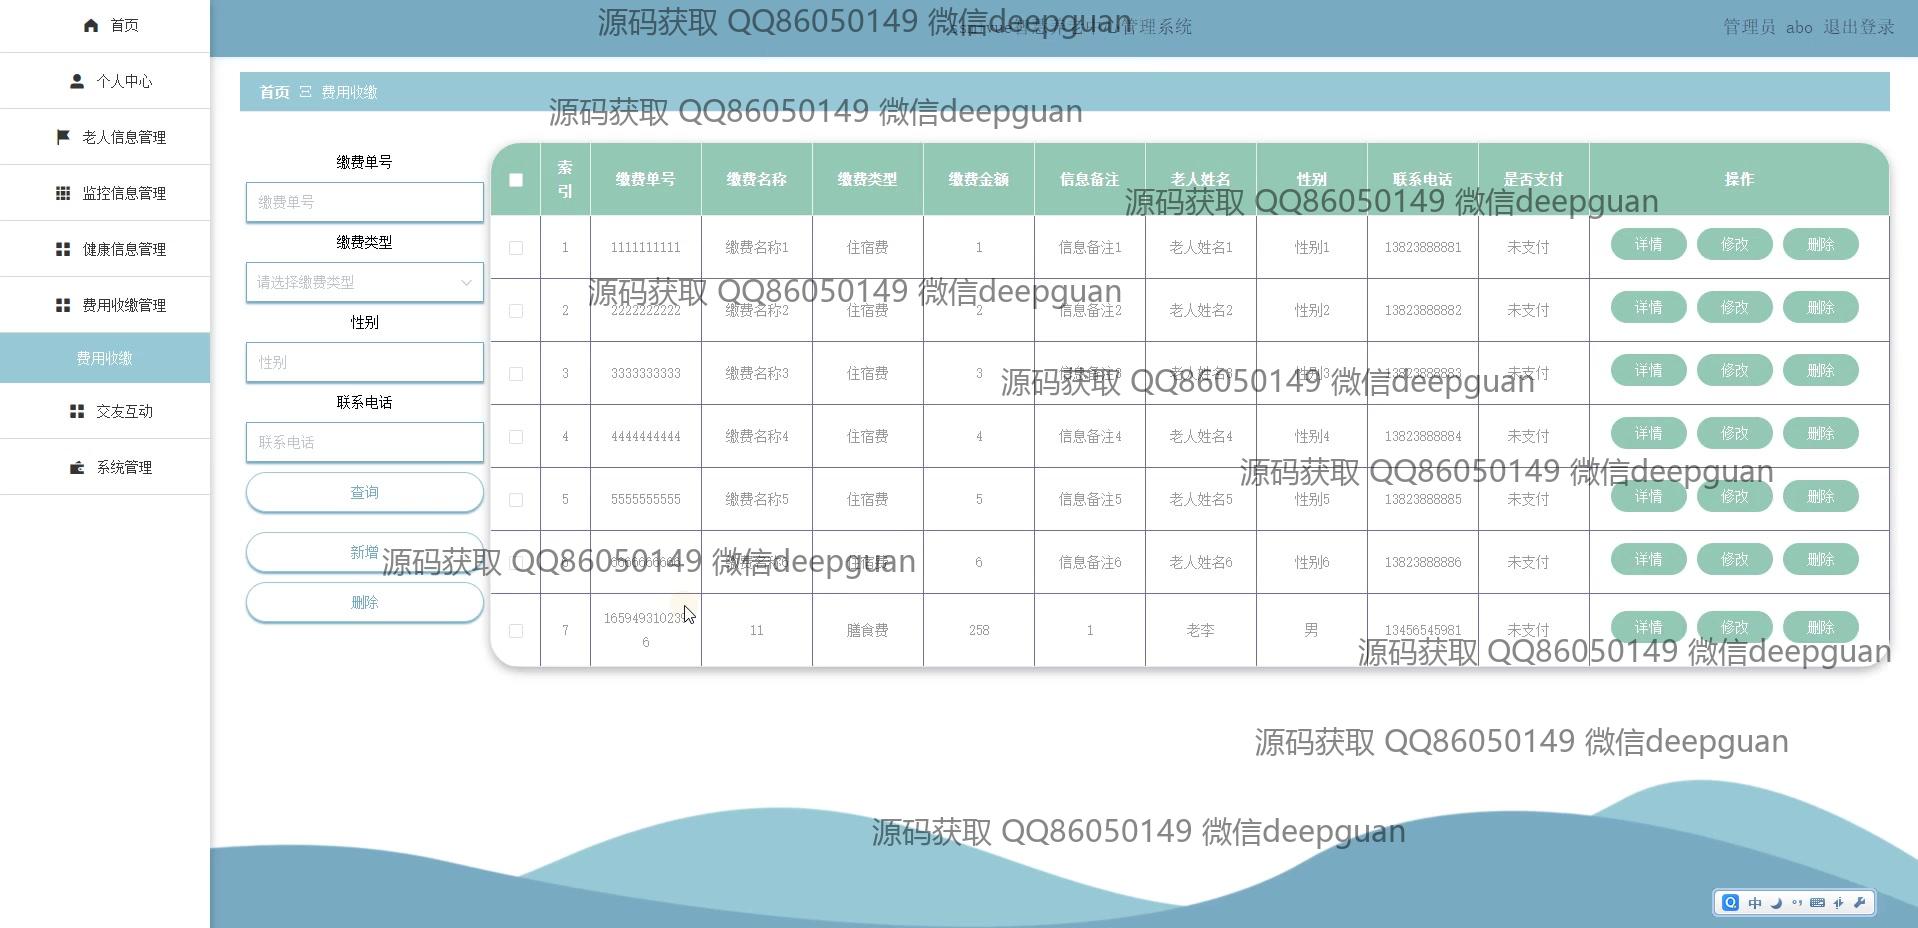 首页
个人中心
老人信息管理
监控信息管理
健康信息管理
费用收缴管理
费用收缴
交友互动
系统管理
源码获取 QQ86050149 微信deepguan
管理系统
管理员 abo 退出登录
首页 费用收缴
源码获取 QQ86050149 微信deepguan
缴费单号
缴费单号
缴费类型
请选择缴费类型
性别
性别
联系电话
联系电话
查询
新增
删除
索引 缴费单号 缴费名称 缴费类型 缴费金额 信息备注 老人姓名 性别 联系电话 是否支付 操作
源码获取 QQ86050149 微信deepguan
1 1111111111 缴费名称1 住宿费 1 信息备注1 老人姓名1 性别1 13823888881 未支付 详情 修改 删除
源码获取 QQ86050149 微信deepguan
2 2222222222 缴费名称2 住宿费 2 信息备注2 老人姓名2 性别2 13823888882 未支付 详情 修改 删除
3 3333333333 缴费名称3 住宿费 3 信息备注3 老人姓名3 性别3 13823888883 未支付 详情 修改 删除
源码获取 QQ86050149 微信deepguan
4 4444444444 缴费名称4 住宿费 4 信息备注4 老人姓名4 性别4 13823888884 未支付 详情 修改 删除
源码获取 QQ86050149 微信deepguan
5 5555555555 缴费名称5 住宿费 5 信息备注5 老人姓名5 性别5 13823888885 未支付 详情 修改 删除
源码获取 QQ86050149 微信deepguan
6 6666666666 缴费名称6 住宿费 6 信息备注6 老人姓名6 性别6 13823888886 未支付 详情 修改 删除
7 11 膳食费 258 1 老李 男 13456545981 未支付 详情 修改 删除
源码获取 QQ86050149 微信deepguan
源码获取 QQ86050149 微信deepguan
源码获取 QQ86050149 微信deepguan
中